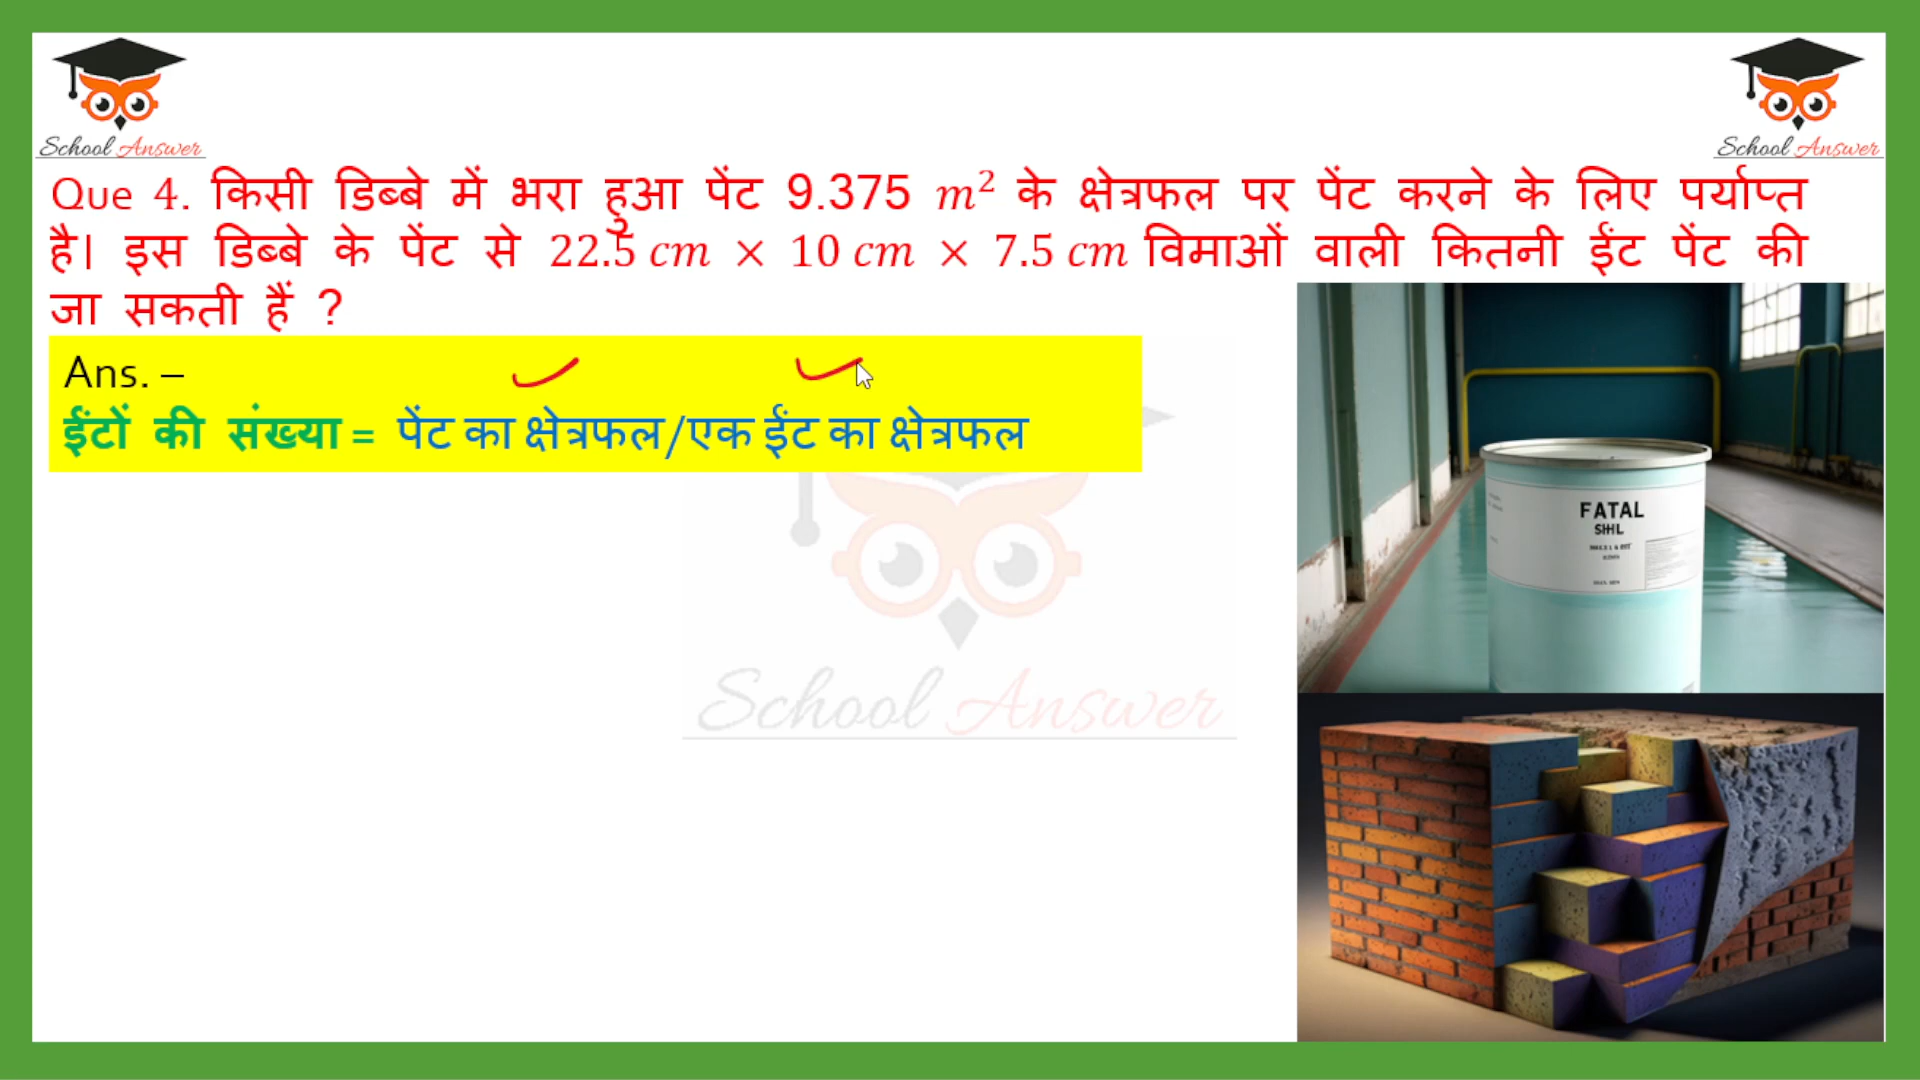 School Answer
School Answer
Que 4. किसी डिब्बे में भरा हुआ पेंट 9.375 m² के क्षेत्रफल पर पेंट करने के लिए पर्याप्त
है। इस डिब्बे के पेंट से 22.5 cm × 10 cm × 7.5 cm विमाओं वाली कितनी ईंट पेंट की
जा सकती हैं ?
Ans. –
ईंटों की संख्या = पेंट का क्षेत्रफल/एक ईंट का क्षेत्रफल
FATAL
SHL
School Answer